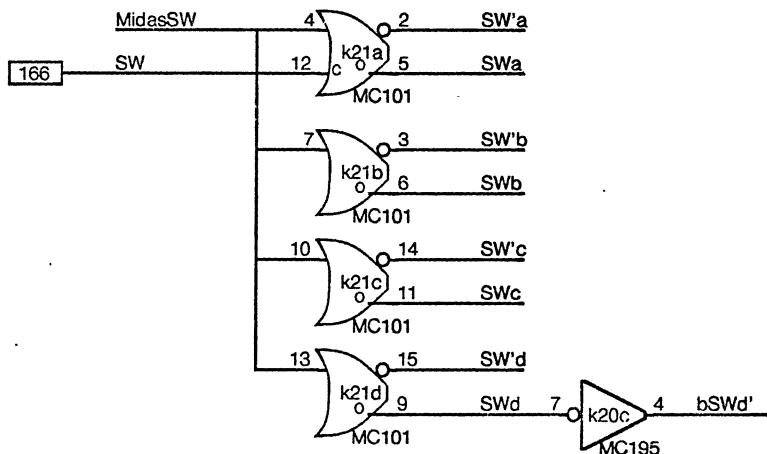 MidasSW 4 k21a 2 SW'a
166 SW 12 c o 5 SWa
MC101
7 k21b 3 SW'b
o 6 SWb
MC101
10 k21c 14 SW'c
o 11 SWc
MC101
13 k21d 15 SW'd
o 9 SWd 7 k20c 4 bSWd'
MC101 MC195